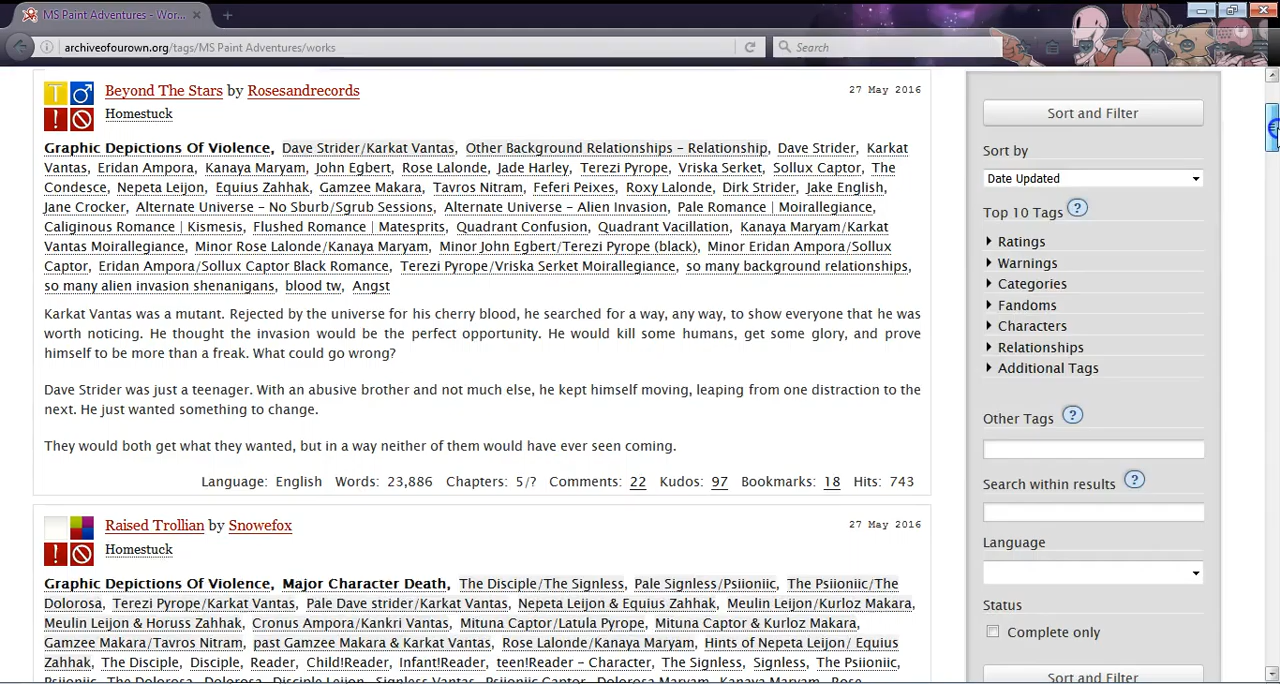 MS Paint Adventures - Wor...
archiveofourown.org/tags/MS Paint Adventures/works
Search
Beyond The Stars by Rosesandrecords
27 May 2016
Homestuck
Graphic Depictions Of Violence, Dave Strider/Karkat Vantas, Other Background Relationships - Relationship, Dave Strider, Karkat
Vantas, Eridan Ampora, Kanaya Maryam, John Egbert, Rose Lalonde, Jade Harley, Terezi Pyrope, Vriska Serket, Sollux Captor, The
Condesce, Nepeta Leijon, Equius Zahhak, Gamzee Makara, Tavros Nitram, Feferi Peixes, Roxy Lalonde, Dirk Strider, Jake English,
Jane Crocker, Alternate Universe - No Sburb/Sgrub Sessions, Alternate Universe - Alien Invasion, Pale Romance | Moirallegiance,
Caliginous Romance | Kismesis, Flushed Romance | Matesprits, Quadrant Confusion, Quadrant Vacillation, Kanaya Maryam/Karkat
Vantas Moirallegiance, Minor Rose Lalonde/Kanaya Maryam, Minor John Egbert/Terezi Pyrope (black), Minor Eridan Ampora/Sollux
Captor, Eridan Ampora/Sollux Captor Black Romance, Terezi Pyrope/Vriska Serket Moirallegiance, so many background relationships,
so many alien invasion shenanigans, blood tw, Angst
Karkat Vantas was a mutant. Rejected by the universe for his cherry blood, he searched for a way, any way, to show everyone that he was
worth noticing. He thought the invasion would be the perfect opportunity. He would kill some humans, get some glory, and prove
himself to be more than a freak. What could go wrong?
Dave Strider was just a teenager. With an abusive brother and not much else, he kept himself moving, leaping from one distraction to the
next. He just wanted something to change.
They would both get what they wanted, but in a way neither of them would have ever seen coming.
Language: English Words: 23,886 Chapters: 5/? Comments: 22 Kudos: 97 Bookmarks: 18 Hits: 743
Raised Trollian by Snowefox
27 May 2016
Homestuck
Graphic Depictions Of Violence, Major Character Death, The Disciple/The Signless, Pale Signless/Psiioniic, The Psiioniic/The
Dolorosa, Terezi Pyrope/Karkat Vantas, Pale Dave strider/Karkat Vantas, Nepeta Leijon & Equius Zahhak, Meulin Leijon/Kurloz Makara,
Meulin Leijon & Horuss Zahhak, Cronus Ampora/Kankri Vantas, Mituna Captor/Latula Pyrope, Mituna Captor & Kurloz Makara,
Gamzee Makara/Tavros Nitram, past Gamzee Makara & Karkat Vantas, Rose Lalonde/Kanaya Maryam, Hints of Nepeta Leijon/ Equius
Zahhak, The Disciple, Disciple, Reader, Child!Reader, Infant!Reader, teen!Reader - Character, The Signless, Signless, The Psiioniic,
Psiioniic, The Dolorosa, Dolorosa, Disciple Leijon, Signless Vantas, Psiioniic Captor, Dolorosa Maryam, Kanaya Maryam, Rose
Sort and Filter
Sort by
Date Updated
Top 10 Tags ?
Ratings
Warnings
Categories
Fandoms
Characters
Relationships
Additional Tags
Other Tags ?
Search within results ?
Language
Status
Complete only
Sort and Filter